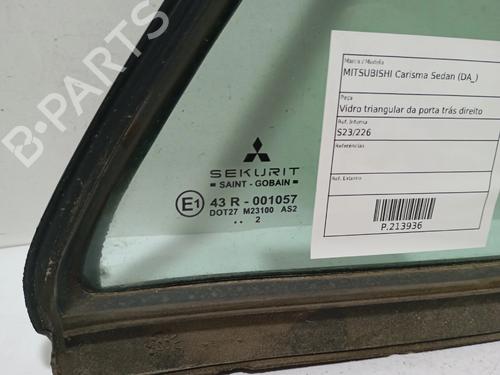 B-PARTS
SEKURIT
SAINT - GOBAIN
E1 43 R - 001057
DOT27 M23100 AS2
.. 2
Marca / Modelo
MITSUBISHI Carisma Sedan (DA_)
Peça
Vidro triangular da porta trás direito
Ref. Interna
S23/226
Referências
Ref. Externa
P.213936